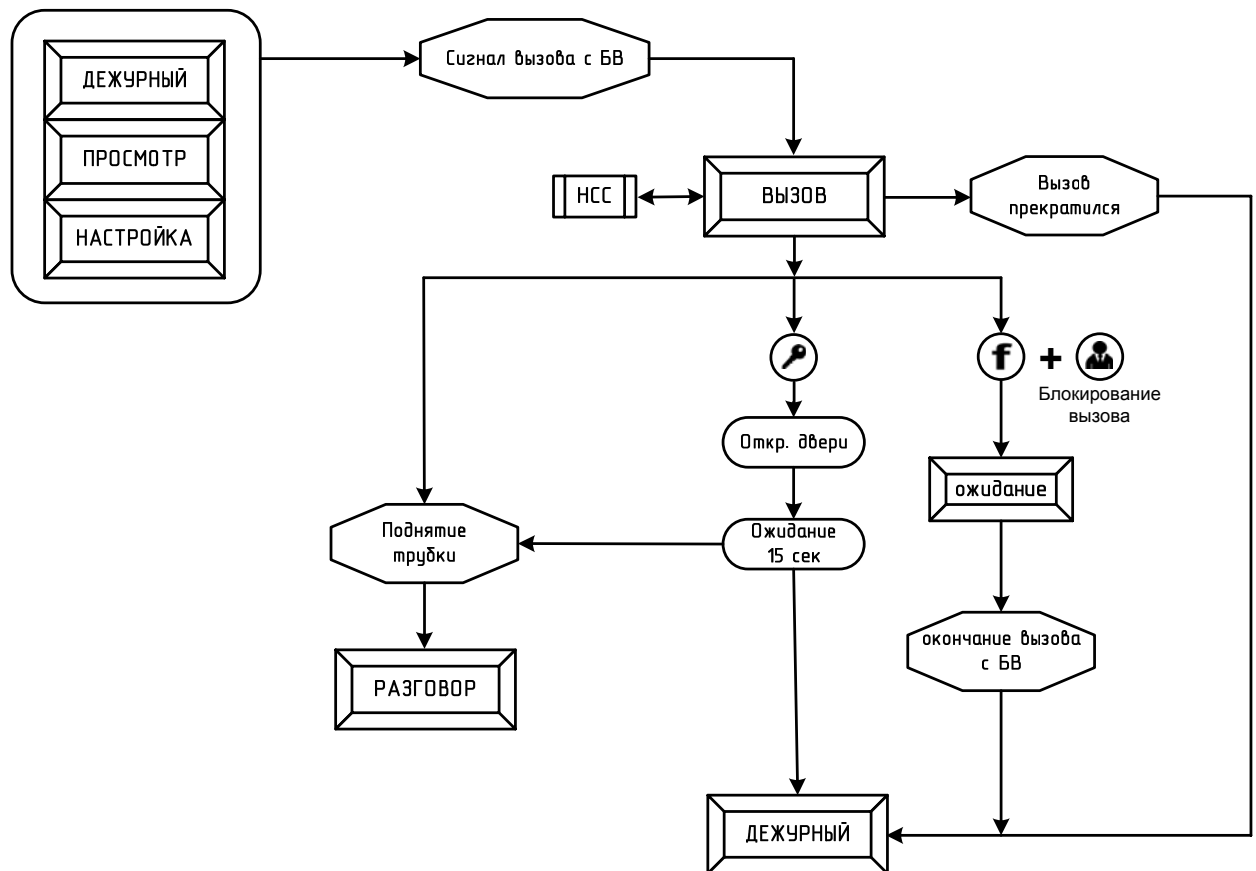 ДЕЖУРНЫЙ
ПРОСМОТР
НАСТРОЙКА
Сигнал вызова с БВ
НСС
ВЫЗОВ
Вызов
прекратился
f +
Блокирование
вызова
Откр. двери
ожидание
Поднятие
трубки
Ожидание
15 сек
окончание вызова
с БВ
РАЗГОВОР
ДЕЖУРНЫЙ